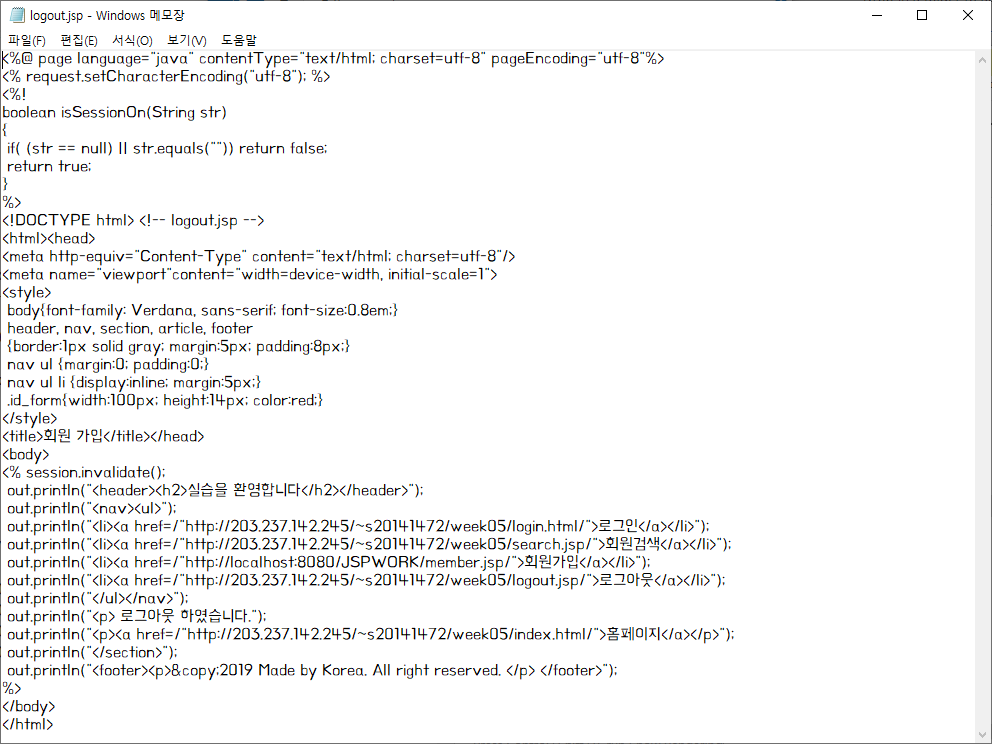 logout.jsp - Windows 메모장
파일(F) 편집(E) 서식(O) 보기(V) 도움말
<%@ page language="java" contentType="text/html; charset=utf-8" pageEncoding="utf-8"%>
<% request.setCharacterEncoding("utf-8"); %>
<%!
boolean isSessionOn(String str)
{
if( (str == null) || str.equals("")) return false;
return true;
}
%>
<!DOCTYPE html> <!-- logout.jsp -->
<html><head>
<meta http-equiv="Content-Type" content="text/html; charset=utf-8"/>
<meta name="viewport"content="width=device-width, initial-scale=1">
<style>
body{font-family: Verdana, sans-serif; font-size:0.8em;}
header, nav, section, article, footer
{border:1px solid gray; margin:5px; padding:8px;}
nav ul {margin:0; padding:0;}
nav ul li {display:inline; margin:5px;}
.id_form{width:100px; height:14px; color:red;}
</style>
<title>회원 가입</title></head>
<body>
<% session.invalidate();
out.println("<header><h2>실습을 환영합니다</h2></header>");
out.println("<nav><ul>");
out.println("<li><a href=/"http://203.237.142.245/~s20141472/week05/login.html/">로그인</a></li>");
out.println("<li><a href=/"http://203.237.142.245/~s20141472/week05/search.jsp/">회원검색</a></li>");
out.println("<li><a href=/"http://localhost:8080/JSPWORK/member.jsp/">회원가입</a></li>");
out.println("<li><a href=/"http://203.237.142.245/~s20141472/week05/logout.jsp/">로그아웃</a></li>");
out.println("</ul></nav>");
out.println("<p> 로그아웃 하였습니다.");
out.println("<p><a href=/"http://203.237.142.245/~s20141472/week05/index.html/">홈페이지</a></p>");
out.println("</section>");
out.println("<footer><p>&copy;2019 Made by Korea. All right reserved. </p> </footer>");
%>
</body>
</html>